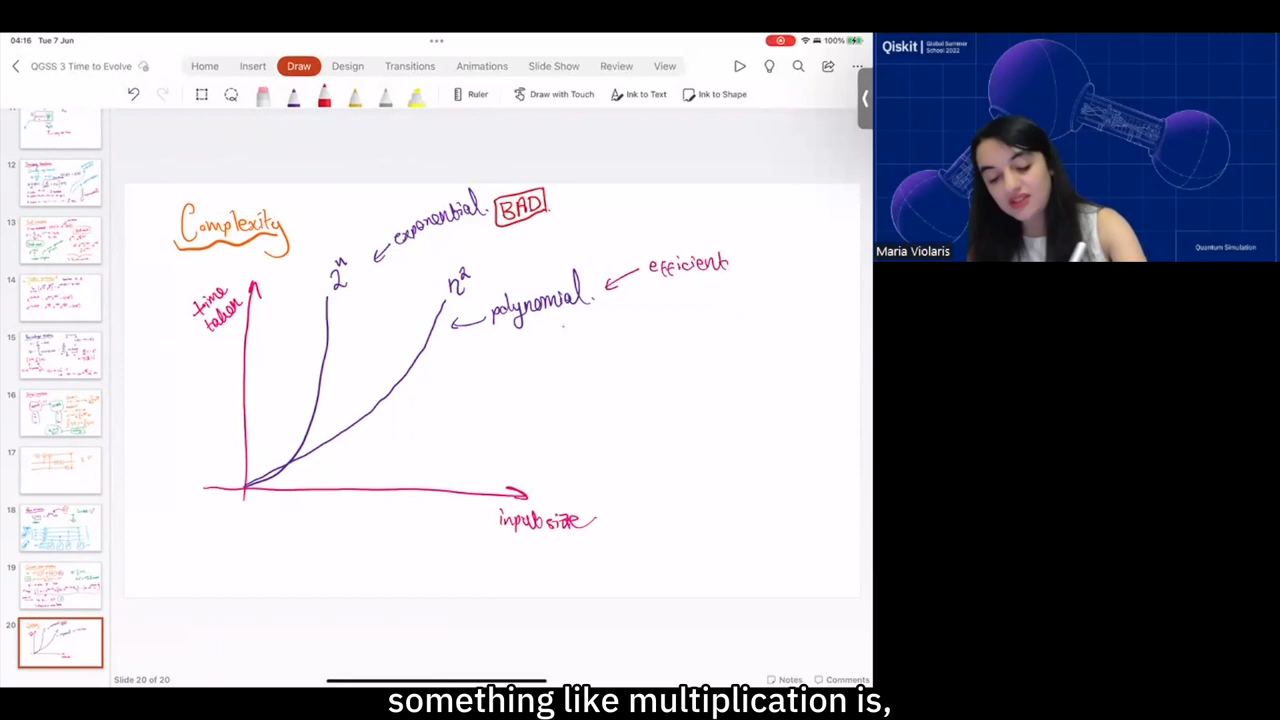 04:16 Tue 7 Jun
100%
QGSS 3 Time to Evolve
Home Insert Draw Design Transitions Animations Slide Show Review View
Ruler Draw with Touch Ink to Text Ink to Shape
12
13
14
15
16
17
18
19
20
Complexity
exponential. BAD
2^n
n^2
polynomial.
efficient
time
taken
input size
Slide 20 of 20
Notes Comments
Qiskit | Global Summer
School 2022
Maria Violaris
Quantum Simulation
something like multiplication is,